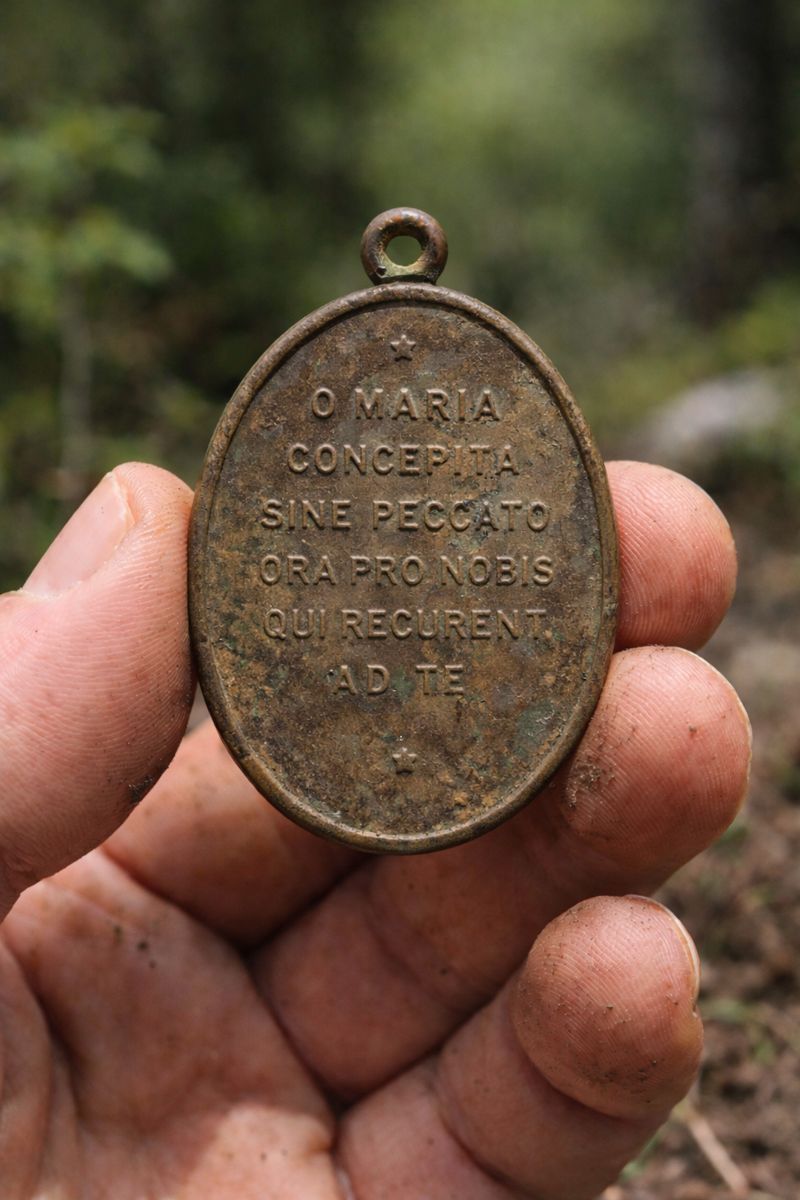 O MARIA
CONCEPITA
SINE PECCATO
ORA PRO NOBIS
QUI RECURENT
AD TE